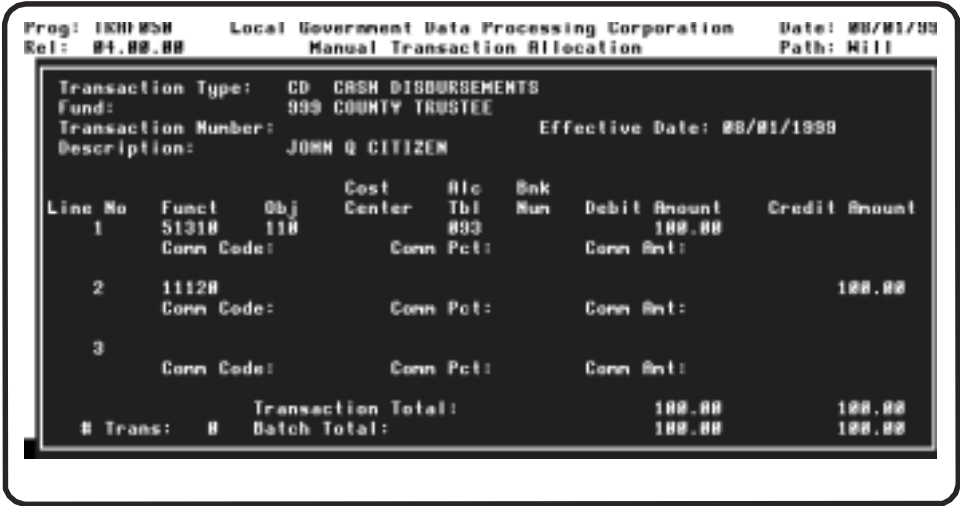 Prog: TRAF050 Local Government Data Processing Corporation Date: 08/01/99
Rel: 04.00.00 Manual Transaction Allocation Path: Will
Transaction Type: CD CASH DISBURSEMENTS
Fund: 999 COUNTY TRUSTEE
Transaction Number: Effective Date: 08/01/1999
Description: JOHN Q CITIZEN
Cost Alc Bnk
Line No Funct Obj Center Tbl Num Debit Amount Credit Amount
1 51310 110 093 100.00
Comm Code: Comm Pct: Comm Amt:
2 11120 100.00
Comm Code: Comm Pct: Comm Amt:
3
Comm Code: Comm Pct: Comm Amt:
Transaction Total: 100.00 100.00
# Trans: 0 Batch Total: 100.00 100.00